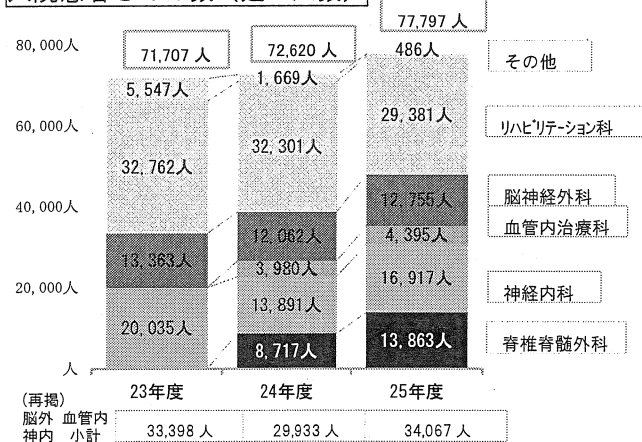 77,797 人
80,000人
71,707 人
72,620 人
486人
その他
5,547人
1,669人
29,381人
リハビリテーション科
60,000人
32,762人
32,301人
40,000人
12,755人
脳神経外科
13,363人
12,062人
4,395人
血管内治療科
3,980人
20,000人
20,035人
13,891人
16,917人
神経内科
8,717人
13,863人
脊椎脊髄外科
人
23年度
24年度
25年度
(再掲)
脳外 血管内
神内 小計
33,398 人
29,933 人
34,067 人